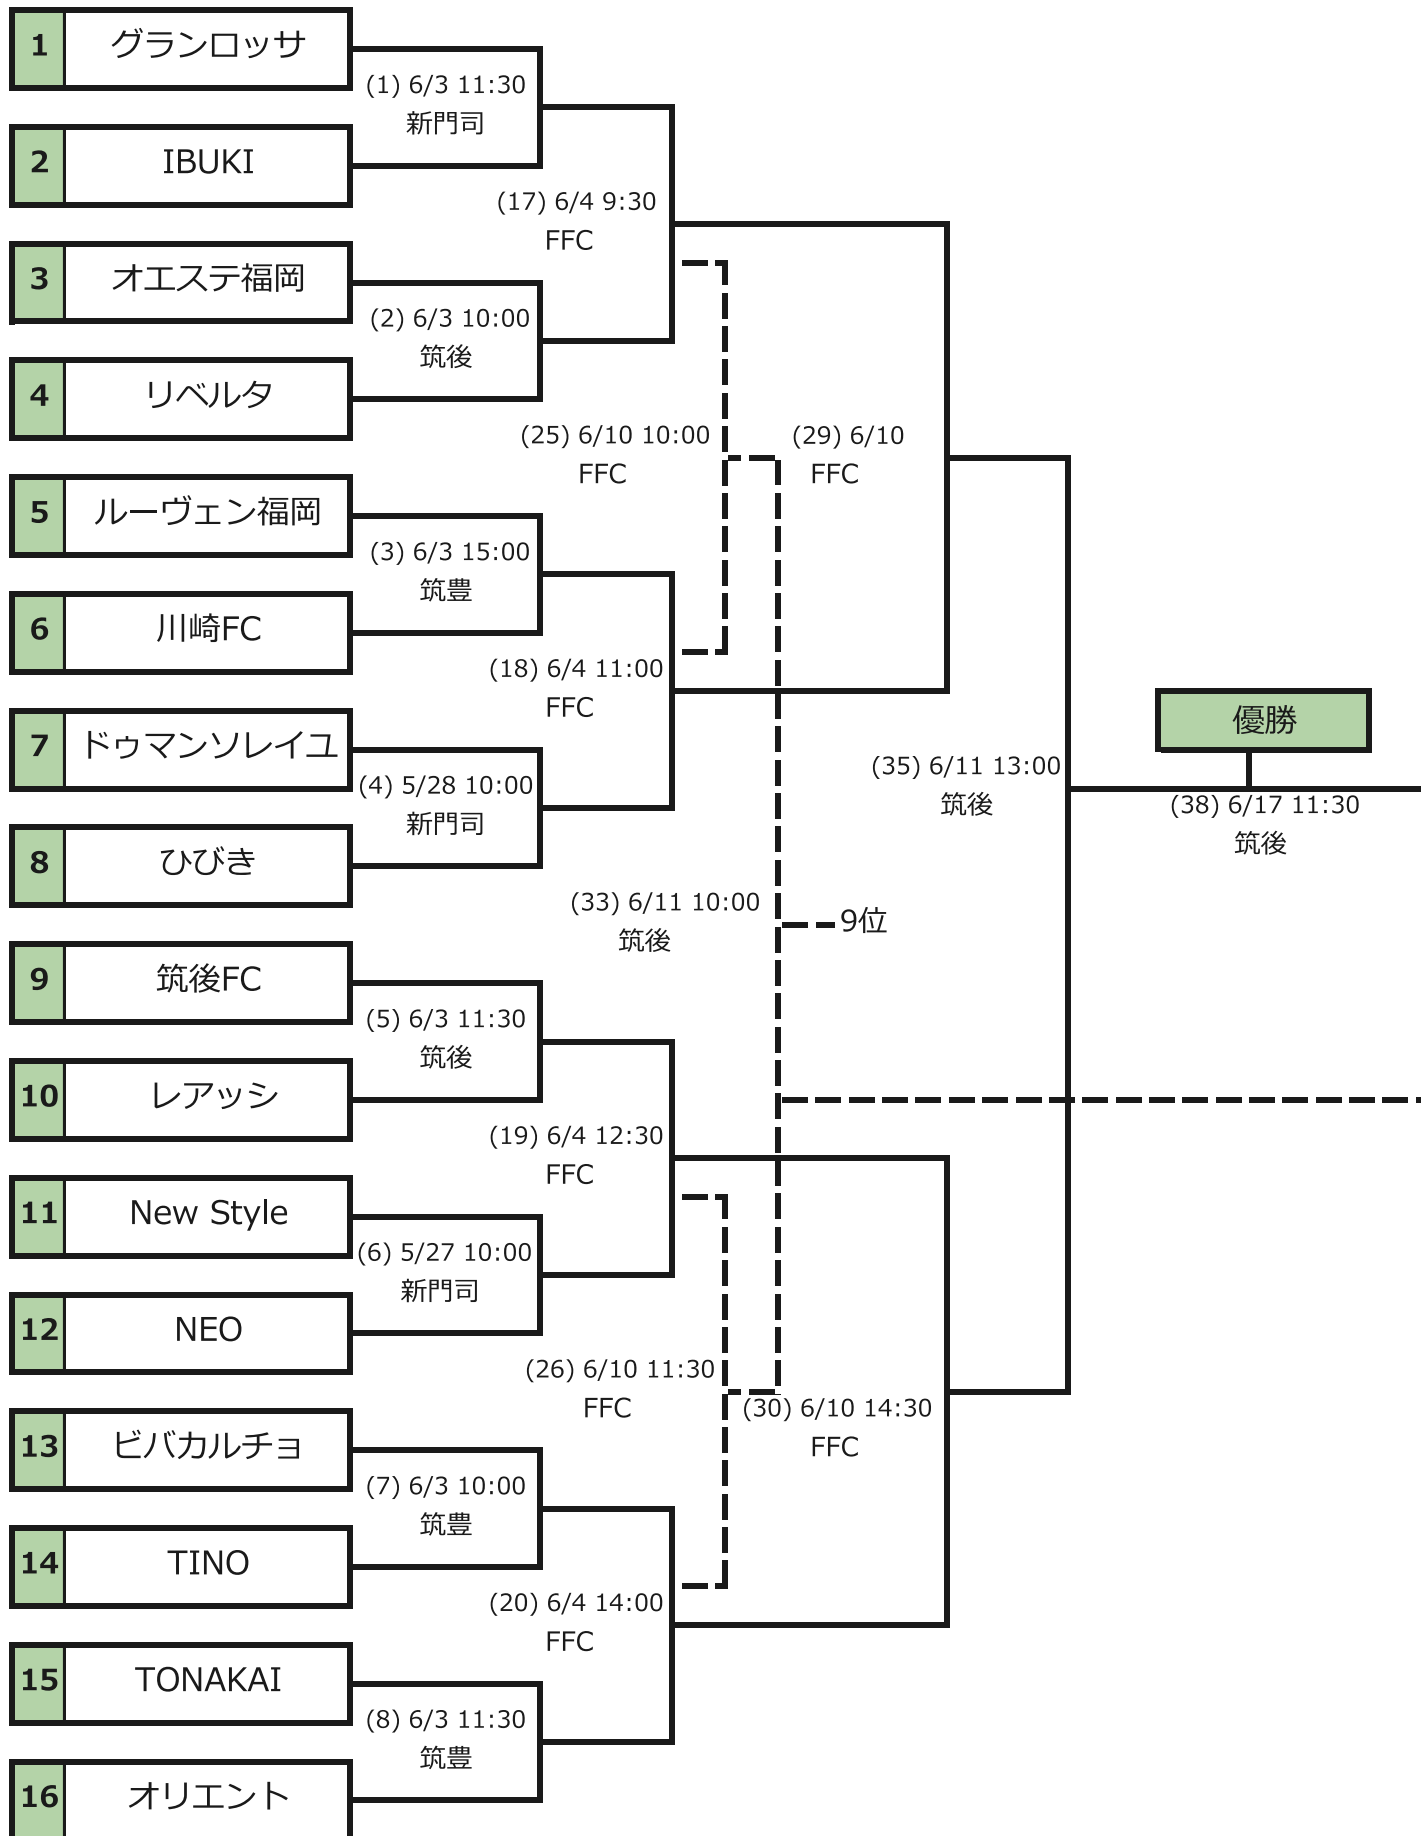 1 グランロッサ
(1) 6/3 11:30
新門司
2 IBUKI
(17) 6/4 9:30
FFC
3 オエステ福岡
(2) 6/3 10:00
筑後
4 リベルタ
(25) 6/10 10:00
FFC
(29) 6/10
FFC
5 ルーヴェン福岡
(3) 6/3 15:00
筑豊
6 川崎FC
(18) 6/4 11:00
FFC
7 ドゥマンソレイユ
(4) 5/28 10:00
新門司
優勝
(35) 6/11 13:00
筑後
(38) 6/17 11:30
筑後
8 ひびき
(33) 6/11 10:00
筑後
9位
9 筑後FC
(5) 6/3 11:30
筑後
10 レアッシ
(19) 6/4 12:30
FFC
11 New Style
(6) 5/27 10:00
新門司
12 NEO
(26) 6/10 11:30
FFC
(30) 6/10 14:30
FFC
13 ビバカルチョ
(7) 6/3 10:00
筑豊
14 TINO
(20) 6/4 14:00
FFC
15 TONAKAI
(8) 6/3 11:30
筑豊
16 オリエント